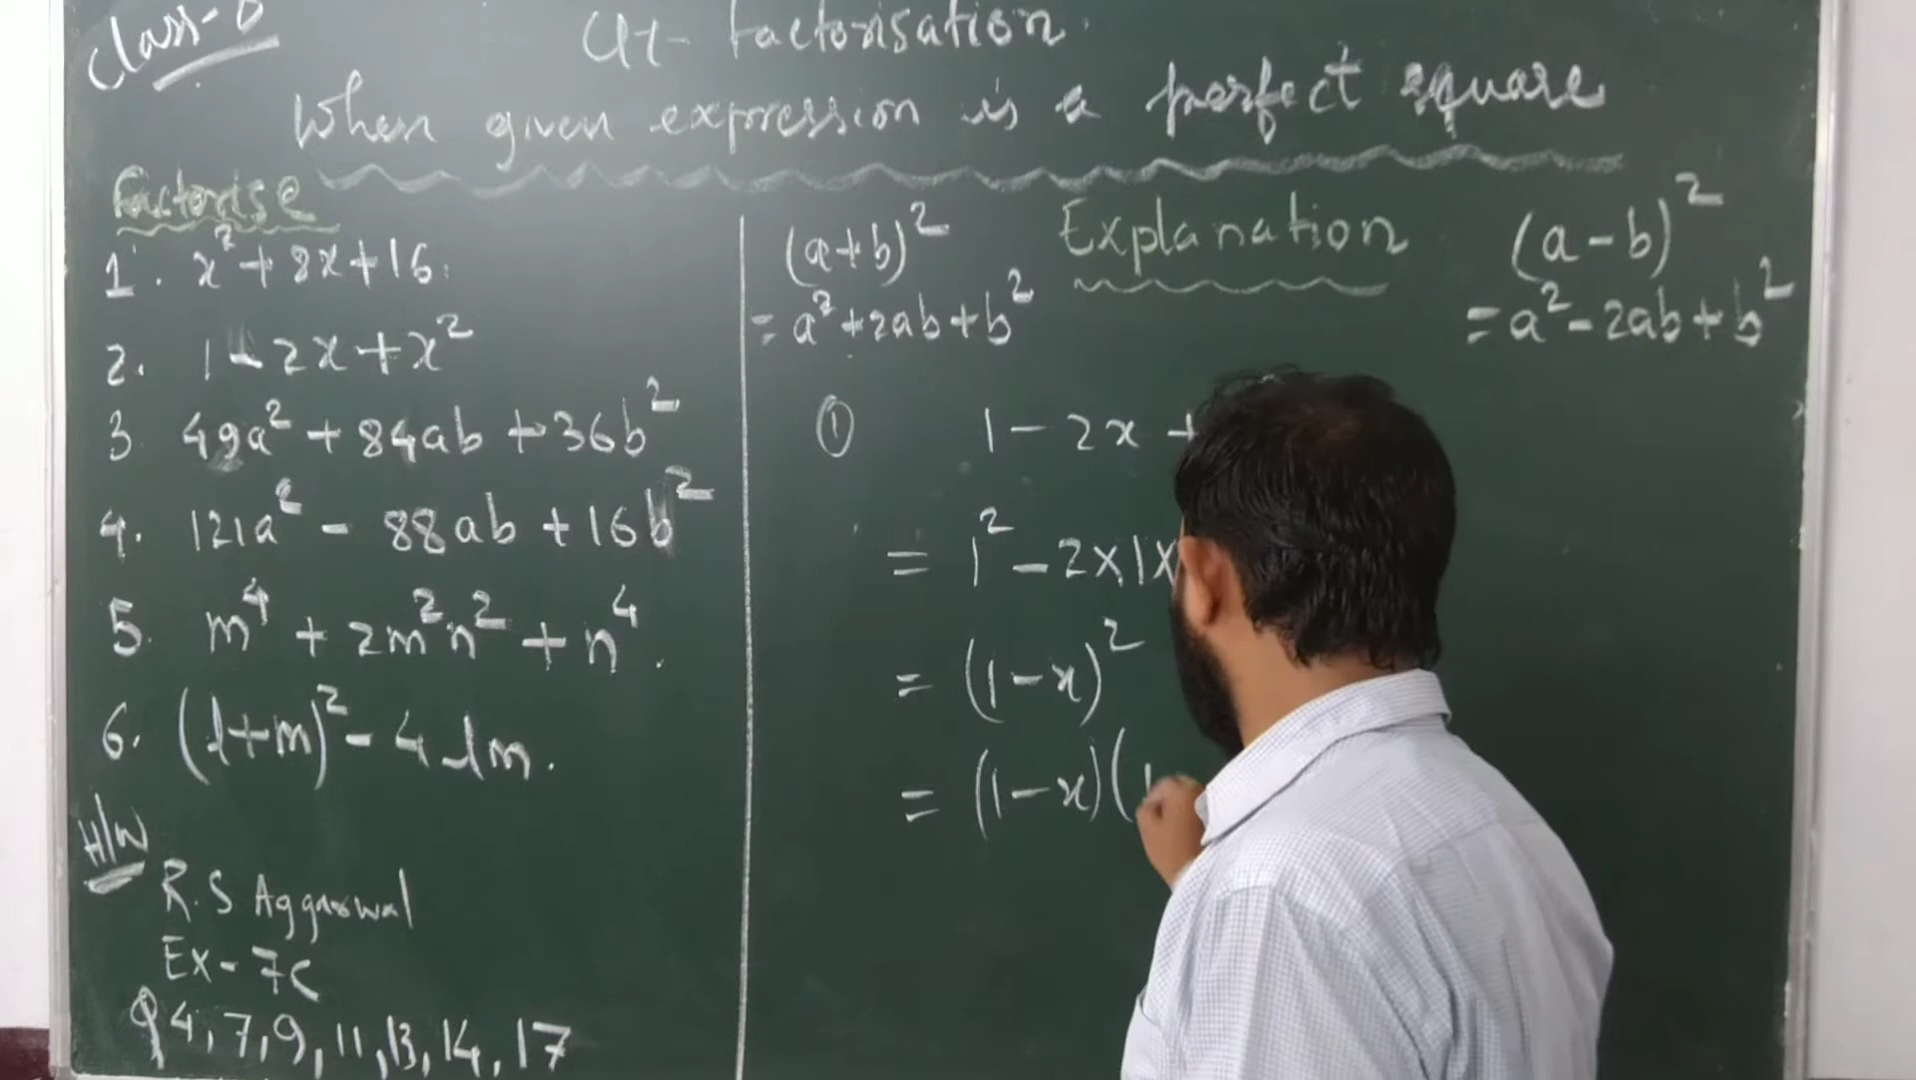 Class-8
Ch- factorisation
When given expression is a perfect square
Factorise
1. x² + 8x + 16
2. 1 - 2x + x²
3. 49a² + 84ab + 36b²
4. 121a² - 88ab + 16b²
5. m⁴ + 2m²n² + n⁴.
6. (l+m)² - 4lm.
H/W
R.S Aggarwal
Ex - 7C
Q 4, 7, 9, 11, 13, 14, 17
Explanation
(a+b)²
= a² + 2ab + b²
(a-b)²
= a² - 2ab + b²
① 1 - 2x +
= 1² - 2x1x
= (1-x)²
= (1-x)(1